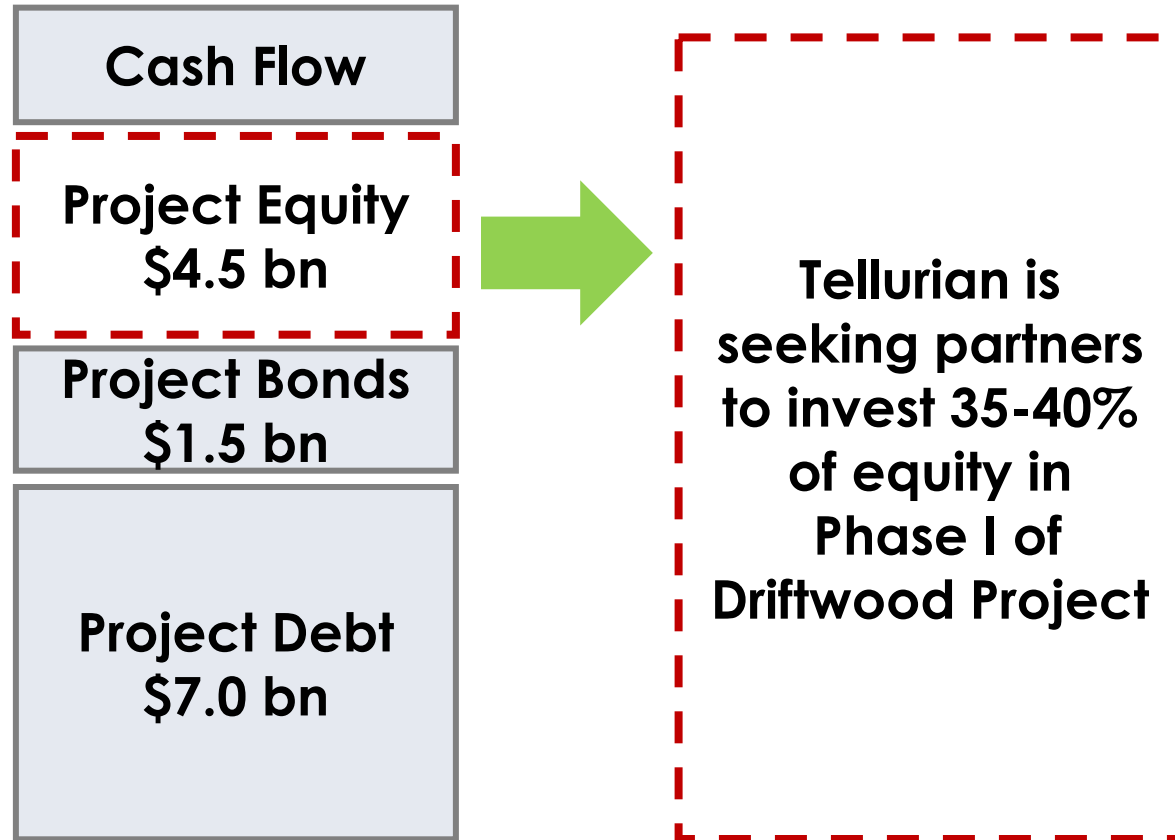 Cash Flow
Project Equity
$4.5 bn
Project Bonds
$1.5 bn
Project Debt
$7.0 bn
Tellurian is
seeking partners
to invest 35-40%
of equity in
Phase I of
Driftwood Project